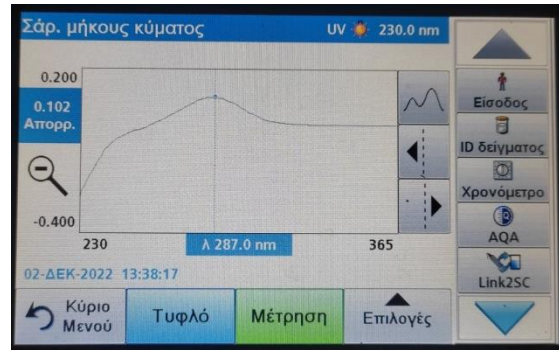 Σάρ. μήκους κύματος
UV 230.0 nm
0.200
0.102
Απορρ.
-0.400
230
λ 287.0 nm
365
02-ΔΕΚ-2022 13:38:17
Κύριο
Μενού
Τυφλό
Μέτρηση
Επιλογές
Είσοδος
ID δείγματος
Χρονόμετρο
AQA
Link2SC